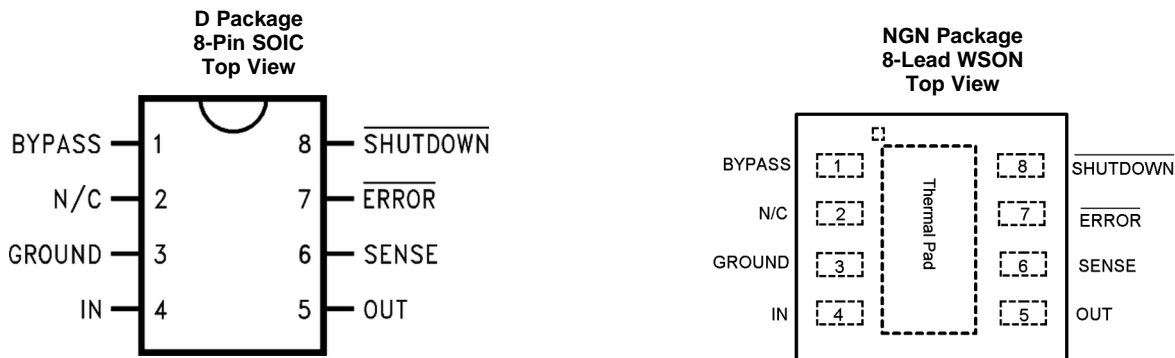 D Package
8-Pin SOIC
Top View
BYPASS 1 8 SHUTDOWN
N/C 2 7 ERROR
GROUND 3 6 SENSE
IN 4 5 OUT
NGN Package
8-Lead WSON
Top View
BYPASS 1 8 SHUTDOWN
N/C 2 7 ERROR
GROUND 3 6 SENSE
IN 4 5 OUT
Thermal Pad